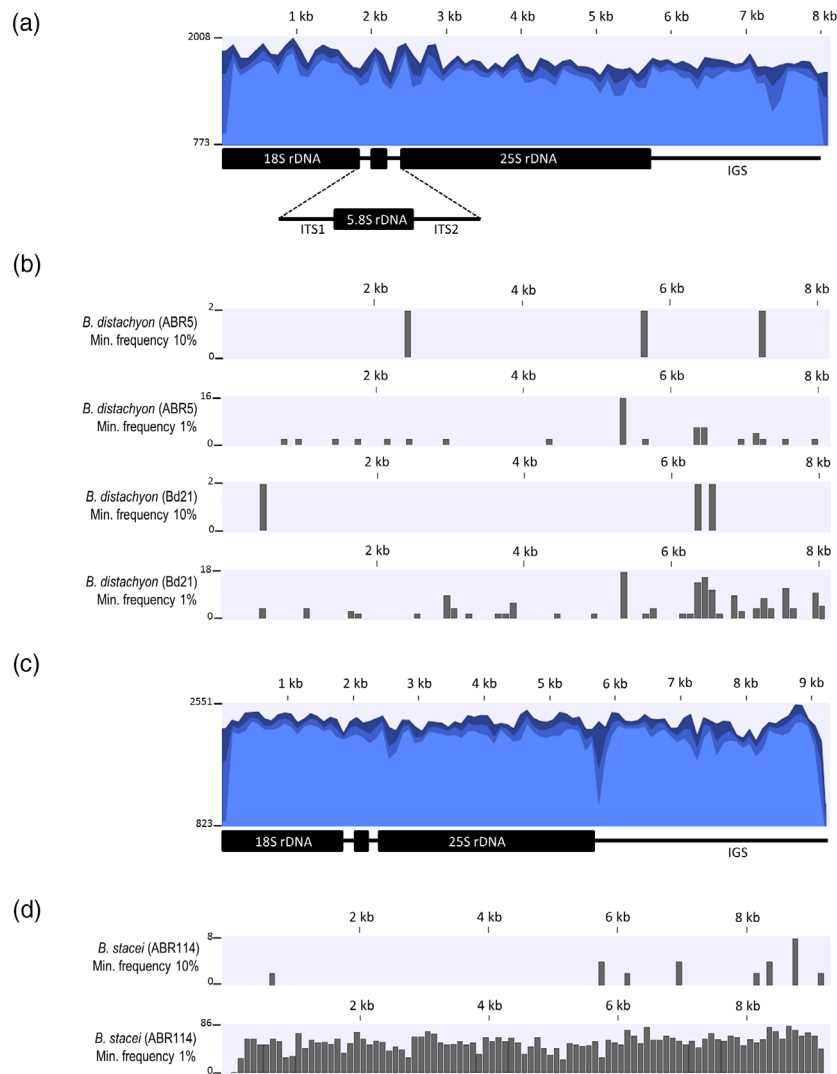 (a)
1 kb 2 kb 3 kb 4 kb 5 kb 6 kb 7 kb 8 kb
2008
773
18S rDNA 25S rDNA
IGS
5.8S rDNA
ITS1 ITS2
(b)
2 kb 4 kb 6 kb 8 kb
2
B. distachyon (ABR5)
Min. frequency 10%
0
2 kb 4 kb 6 kb 8 kb
16
B. distachyon (ABR5)
Min. frequency 1%
0
2 kb 4 kb 6 kb 8 kb
2
B. distachyon (Bd21)
Min. frequency 10%
0
2 kb 4 kb 6 kb 8 kb
18
B. distachyon (Bd21)
Min. frequency 1%
0
(c)
1 kb 2 kb 3 kb 4 kb 5 kb 6 kb 7 kb 8 kb 9 kb
2551
823
18S rDNA 25S rDNA
IGS
(d)
2 kb 4 kb 6 kb 8 kb
8
B. stacei (ABR114)
Min. frequency 10%
0
2 kb 4 kb 6 kb 8 kb
86
B. stacei (ABR114)
Min. frequency 1%
0